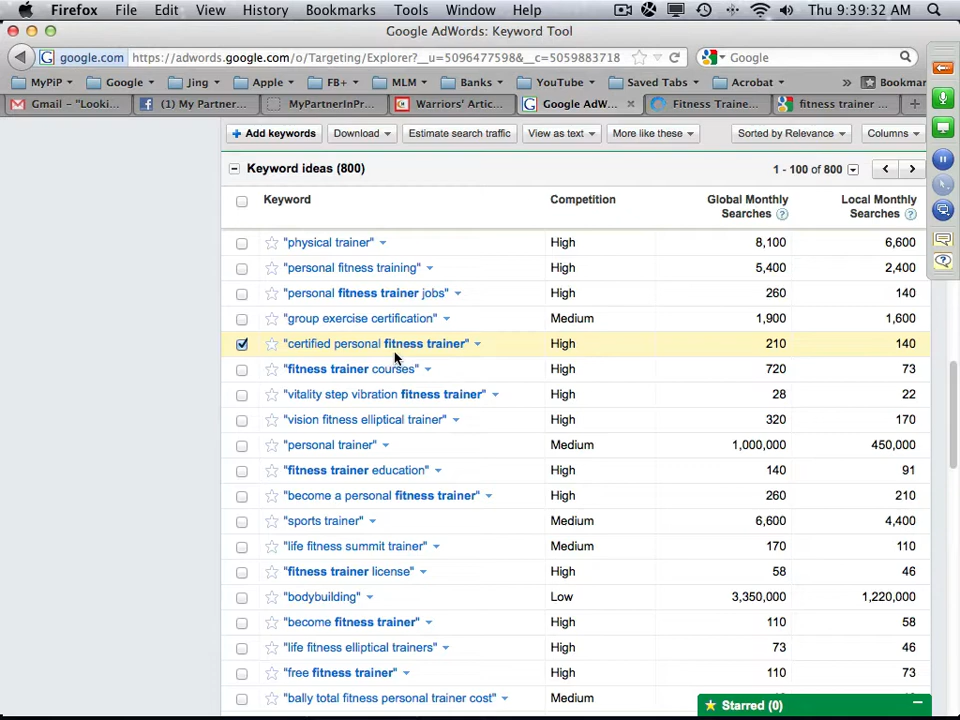 Firefox File Edit View History Bookmarks Tools Window Help Thu 9:39:32 AM
Google AdWords: Keyword Tool
google.com https://adwords.google.com/o/Targeting/Explorer?__u=5096477598&__c=5059883718 Google
MyPiP Google Jing Apple FB+ MLM Banks YouTube Saved Tabs Acrobat » Bookmar
Gmail – "Looki... (1) My Partner... MyPartnerInPr... Warriors' Artic... Google AdW... Fitness Traine... fitness trainer ...
+ Add keywords Download Estimate search traffic View as text More like these Sorted by Relevance Columns
Keyword ideas (800) 1 - 100 of 800
Keyword Competition Global Monthly Searches ? Local Monthly Searches ?
"physical trainer" High 8,100 6,600
"personal fitness training" High 5,400 2,400
"personal fitness trainer jobs" High 260 140
"group exercise certification" Medium 1,900 1,600
"certified personal fitness trainer" High 210 140
"fitness trainer courses" High 720 73
"vitality step vibration fitness trainer" High 28 22
"vision fitness elliptical trainer" High 320 170
"personal trainer" Medium 1,000,000 450,000
"fitness trainer education" High 140 91
"become a personal fitness trainer" High 260 210
"sports trainer" Medium 6,600 4,400
"life fitness summit trainer" Medium 170 110
"fitness trainer license" High 58 46
"bodybuilding" Low 3,350,000 1,220,000
"become fitness trainer" High 110 58
"life fitness elliptical trainers" High 73 46
"free fitness trainer" High 110 73
"bally total fitness personal trainer cost" Medium
Starred (0)